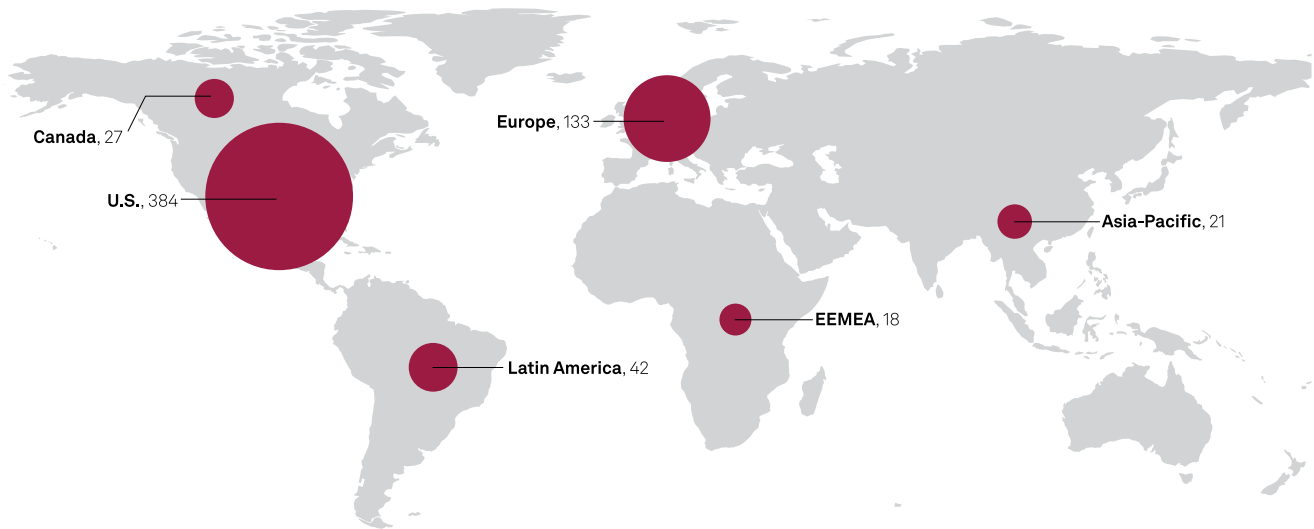 Canada, 27
U.S., 384
Europe, 133
Asia-Pacific, 21
EEMEA, 18
Latin America, 42